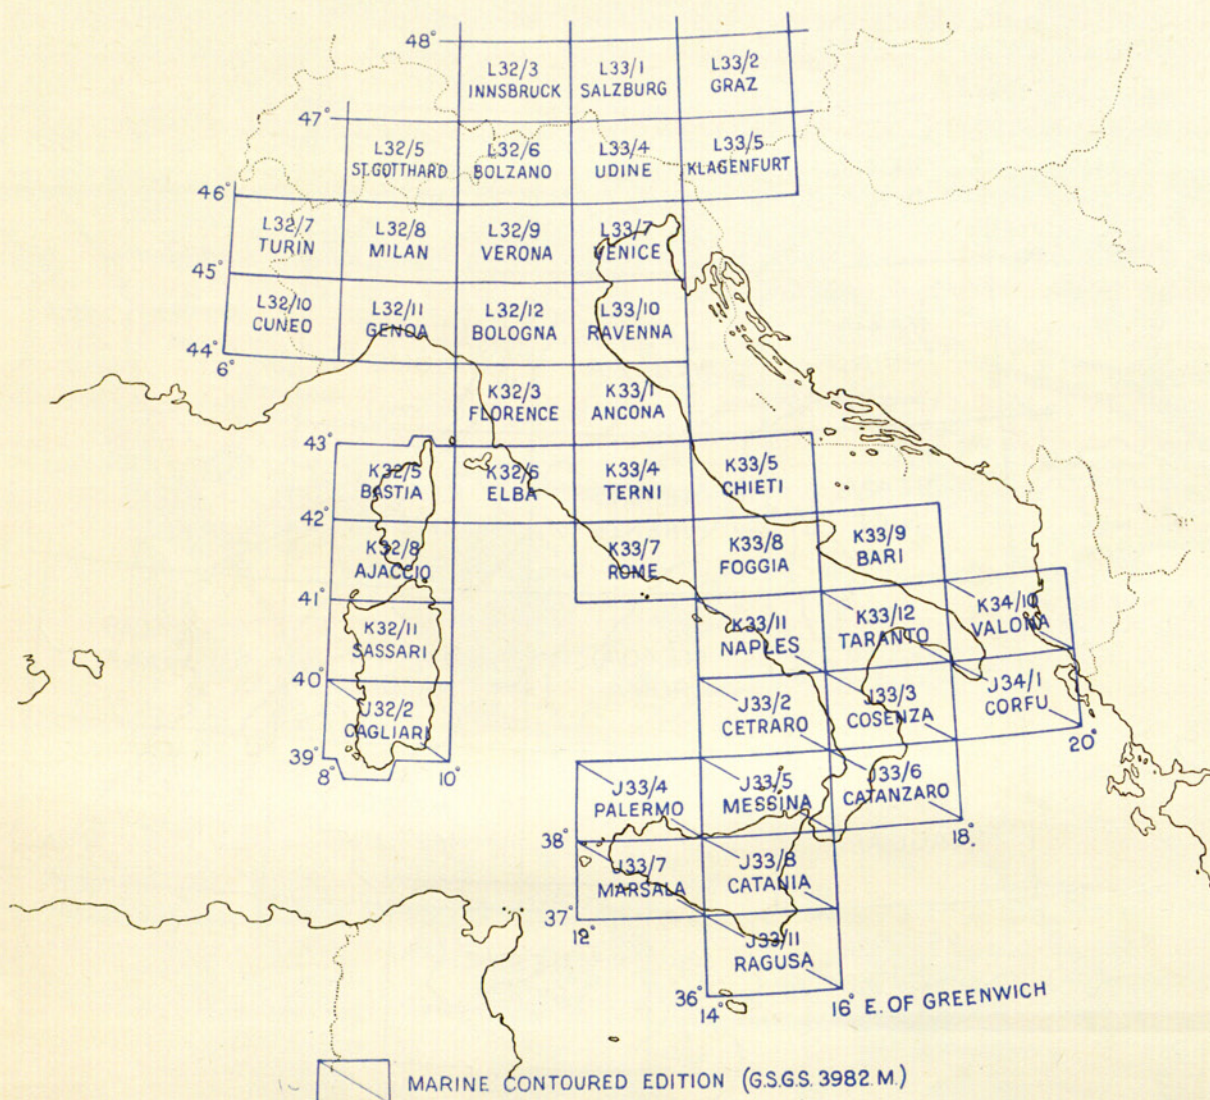 48°
L32/3
INNSBRUCK
L33/1
SALZBURG
L33/2
GRAZ
47°
L32/5
ST.GOTTHARD
L32/6
BOLZANO
L33/4
UDINE
L33/5
KLAGENFURT
46°
L32/7
TURIN
L32/8
MILAN
L32/9
VERONA
L33/7
VENICE
45°
L32/10
CUNEO
L32/11
GENOA
L32/12
BOLOGNA
L33/10
RAVENNA
44°
6°
K32/3
FLORENCE
K33/1
ANCONA
43°
K32/5
BASTIA
K32/6
ELBA
K33/4
TERNI
K33/5
CHIETI
42°
K32/8
AJACCIO
K33/7
ROME
K33/8
FOGGIA
K33/9
BARI
41°
K32/11
SASSARI
K33/11
NAPLES
K33/12
TARANTO
K34/10
VALONA
40°
J32/2
CAGLIARI
J33/2
CETRARO
J33/3
COSENZA
J34/1
CORFU
39°
8°
10°
20°
J33/4
PALERMO
J33/5
MESSINA
J33/6
CATANZARO
38°
18°
J33/7
MARSALA
J33/8
CATANIA
37°
12°
J33/11
RAGUSA
36°
14°
16° E. OF GREENWICH
MARINE CONTOURED EDITION (G.S.G.S. 3982. M.)